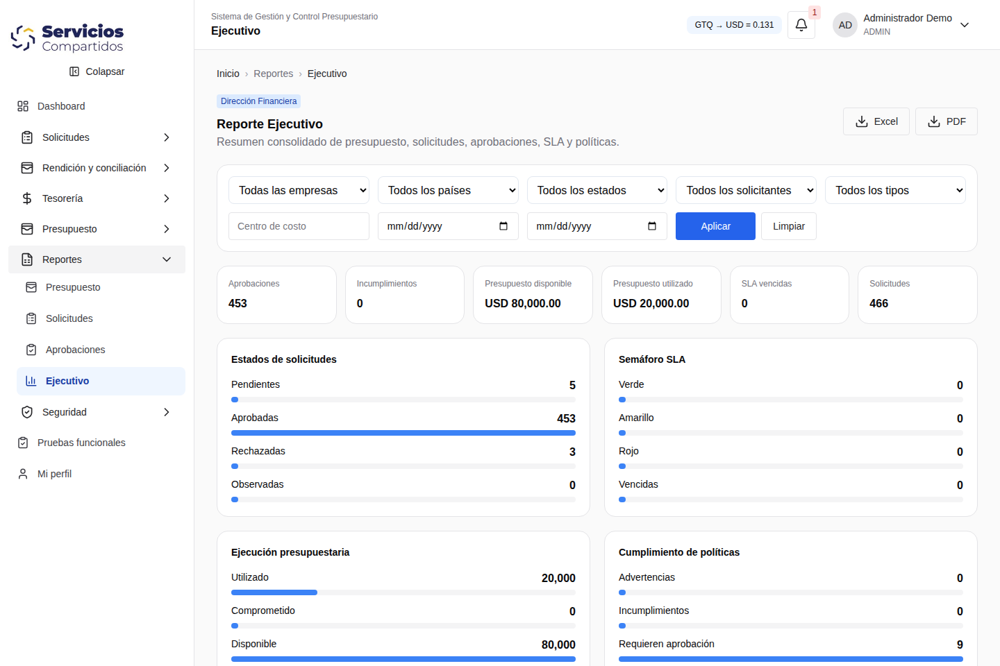 Servicios
Compartidos
Colapsar
Dashboard
Solicitudes
Rendición y conciliación
Tesorería
Presupuesto
Reportes
Presupuesto
Solicitudes
Aprobaciones
Ejecutivo
Seguridad
Pruebas funcionales
Mi perfil
Sistema de Gestión y Control Presupuestario
Ejecutivo
GTQ → USD = 0.131
1
AD
Administrador Demo
ADMIN
Inicio › Reportes › Ejecutivo
Dirección Financiera
Reporte Ejecutivo
Resumen consolidado de presupuesto, solicitudes, aprobaciones, SLA y políticas.
Excel
PDF
Todas las empresas
Todos los países
Todos los estados
Todos los solicitantes
Todos los tipos
Centro de costo
mm/dd/yyyy
mm/dd/yyyy
Aplicar
Limpiar
Aprobaciones
453
Incumplimientos
0
Presupuesto disponible
USD 80,000.00
Presupuesto utilizado
USD 20,000.00
SLA vencidas
0
Solicitudes
466
Estados de solicitudes
Pendientes 5
Aprobadas 453
Rechazadas 3
Observadas 0
Semáforo SLA
Verde 0
Amarillo 0
Rojo 0
Vencidas 0
Ejecución presupuestaria
Utilizado 20,000
Comprometido 0
Disponible 80,000
Cumplimiento de políticas
Advertencias 0
Incumplimientos 0
Requieren aprobación 9